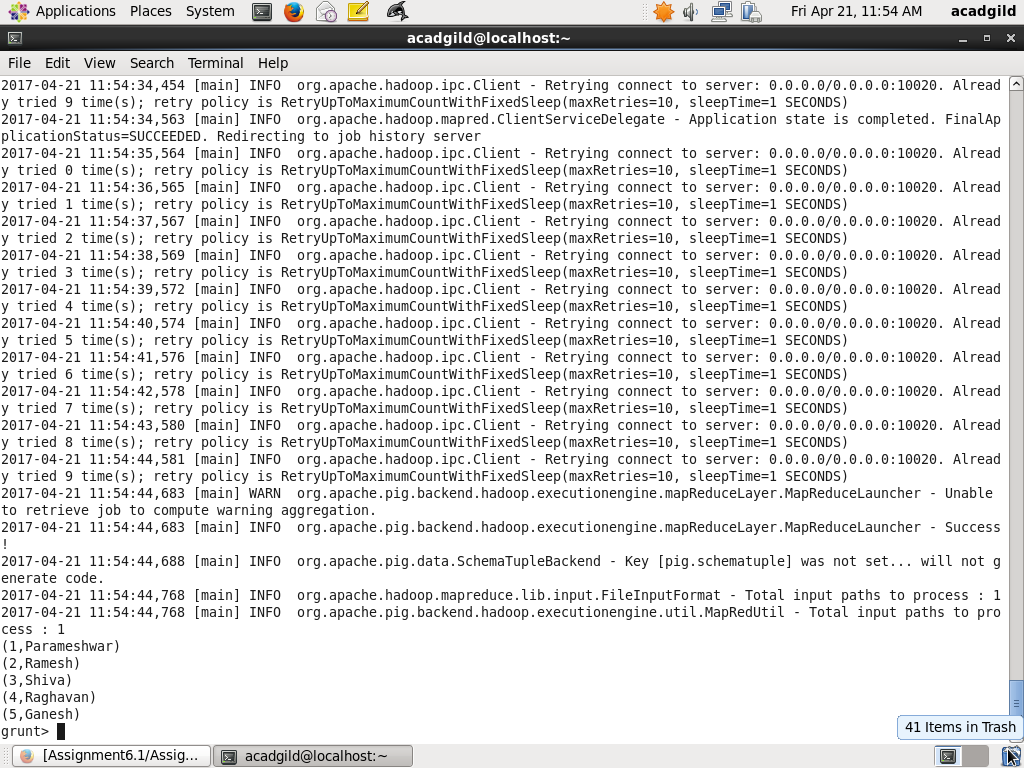 Applications Places System Fri Apr 21, 11:54 AM acadgild
acadgild@localhost:~
File Edit View Search Terminal Help
2017-04-21 11:54:34,454 [main] INFO  org.apache.hadoop.ipc.Client - Retrying connect to server: 0.0.0.0/0.0.0.0:10020. Alread
y tried 9 time(s); retry policy is RetryUpToMaximumCountWithFixedSleep(maxRetries=10, sleepTime=1 SECONDS)
2017-04-21 11:54:34,563 [main] INFO  org.apache.hadoop.mapred.ClientServiceDelegate - Application state is completed. FinalAp
plicationStatus=SUCCEEDED. Redirecting to job history server
2017-04-21 11:54:35,564 [main] INFO  org.apache.hadoop.ipc.Client - Retrying connect to server: 0.0.0.0/0.0.0.0:10020. Alread
y tried 0 time(s); retry policy is RetryUpToMaximumCountWithFixedSleep(maxRetries=10, sleepTime=1 SECONDS)
2017-04-21 11:54:36,565 [main] INFO  org.apache.hadoop.ipc.Client - Retrying connect to server: 0.0.0.0/0.0.0.0:10020. Alread
y tried 1 time(s); retry policy is RetryUpToMaximumCountWithFixedSleep(maxRetries=10, sleepTime=1 SECONDS)
2017-04-21 11:54:37,567 [main] INFO  org.apache.hadoop.ipc.Client - Retrying connect to server: 0.0.0.0/0.0.0.0:10020. Alread
y tried 2 time(s); retry policy is RetryUpToMaximumCountWithFixedSleep(maxRetries=10, sleepTime=1 SECONDS)
2017-04-21 11:54:38,569 [main] INFO  org.apache.hadoop.ipc.Client - Retrying connect to server: 0.0.0.0/0.0.0.0:10020. Alread
y tried 3 time(s); retry policy is RetryUpToMaximumCountWithFixedSleep(maxRetries=10, sleepTime=1 SECONDS)
2017-04-21 11:54:39,572 [main] INFO  org.apache.hadoop.ipc.Client - Retrying connect to server: 0.0.0.0/0.0.0.0:10020. Alread
y tried 4 time(s); retry policy is RetryUpToMaximumCountWithFixedSleep(maxRetries=10, sleepTime=1 SECONDS)
2017-04-21 11:54:40,574 [main] INFO  org.apache.hadoop.ipc.Client - Retrying connect to server: 0.0.0.0/0.0.0.0:10020. Alread
y tried 5 time(s); retry policy is RetryUpToMaximumCountWithFixedSleep(maxRetries=10, sleepTime=1 SECONDS)
2017-04-21 11:54:41,576 [main] INFO  org.apache.hadoop.ipc.Client - Retrying connect to server: 0.0.0.0/0.0.0.0:10020. Alread
y tried 6 time(s); retry policy is RetryUpToMaximumCountWithFixedSleep(maxRetries=10, sleepTime=1 SECONDS)
2017-04-21 11:54:42,578 [main] INFO  org.apache.hadoop.ipc.Client - Retrying connect to server: 0.0.0.0/0.0.0.0:10020. Alread
y tried 7 time(s); retry policy is RetryUpToMaximumCountWithFixedSleep(maxRetries=10, sleepTime=1 SECONDS)
2017-04-21 11:54:43,580 [main] INFO  org.apache.hadoop.ipc.Client - Retrying connect to server: 0.0.0.0/0.0.0.0:10020. Alread
y tried 8 time(s); retry policy is RetryUpToMaximumCountWithFixedSleep(maxRetries=10, sleepTime=1 SECONDS)
2017-04-21 11:54:44,581 [main] INFO  org.apache.hadoop.ipc.Client - Retrying connect to server: 0.0.0.0/0.0.0.0:10020. Alread
y tried 9 time(s); retry policy is RetryUpToMaximumCountWithFixedSleep(maxRetries=10, sleepTime=1 SECONDS)
2017-04-21 11:54:44,683 [main] WARN  org.apache.pig.backend.hadoop.executionengine.mapReduceLayer.MapReduceLauncher - Unable
to retrieve job to compute warning aggregation.
2017-04-21 11:54:44,683 [main] INFO  org.apache.pig.backend.hadoop.executionengine.mapReduceLayer.MapReduceLauncher - Success
!
2017-04-21 11:54:44,688 [main] INFO  org.apache.pig.data.SchemaTupleBackend - Key [pig.schematuple] was not set... will not g
enerate code.
2017-04-21 11:54:44,768 [main] INFO  org.apache.hadoop.mapreduce.lib.input.FileInputFormat - Total input paths to process : 1
2017-04-21 11:54:44,768 [main] INFO  org.apache.pig.backend.hadoop.executionengine.util.MapRedUtil - Total input paths to pro
cess : 1
(1,Parameshwar)
(2,Ramesh)
(3,Shiva)
(4,Raghavan)
(5,Ganesh)
grunt>
41 Items in Trash
[Assignment6.1/Assig... acadgild@localhost:~